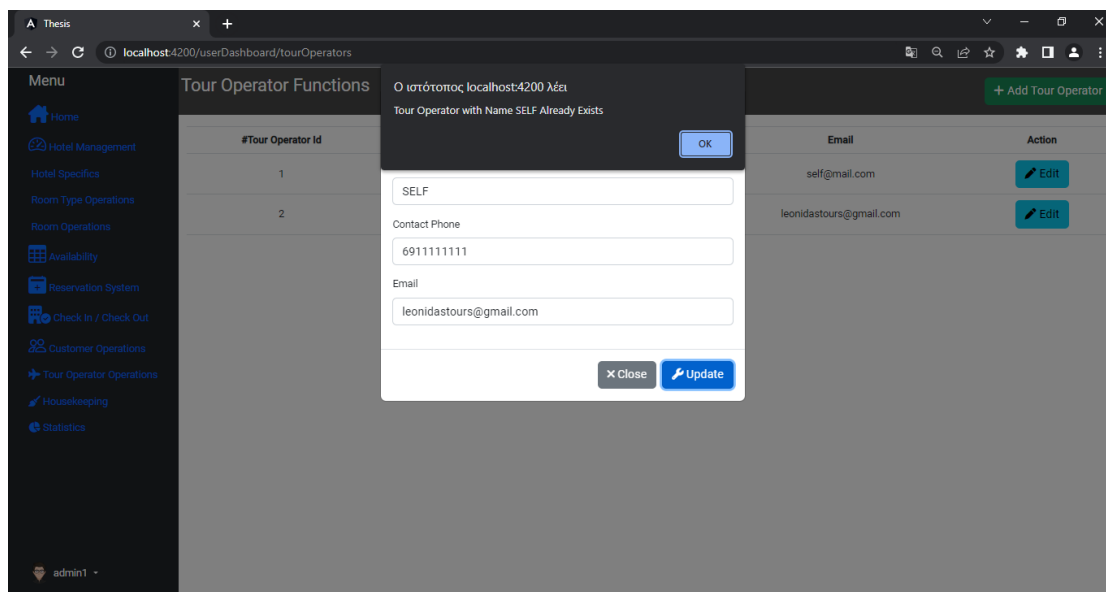 Thesis
localhost:4200/userDashboard/tourOperators
Menu
Home
Hotel Management
Hotel Specifics
Room Type Operations
Room Operations
Availability
Reservation System
Check In / Check Out
Customer Operations
Tour Operator Operations
Housekeeping
Statistics
admin1
Tour Operator Functions
+ Add Tour Operator
#Tour Operator Id Email Action
1 self@mail.com Edit
2 leonidastours@gmail.com Edit
Ο ιστότοπος localhost:4200 λέει
Tour Operator with Name SELF Already Exists
OK
SELF
Contact Phone
6911111111
Email
leonidastours@gmail.com
Close Update